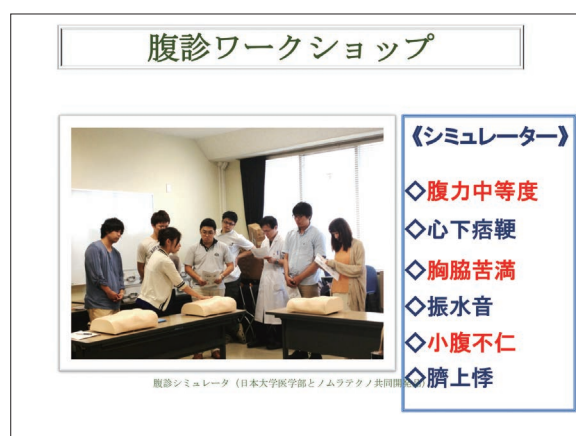 腹診ワークショップ
《シミュレーター》
◇腹力中等度
◇心下痞鞕
◇胸脇苦満
◇振水音
◇小腹不仁
◇臍上悸
腹診シミュレータ（日本大学医学部とノムラテクノ共同開